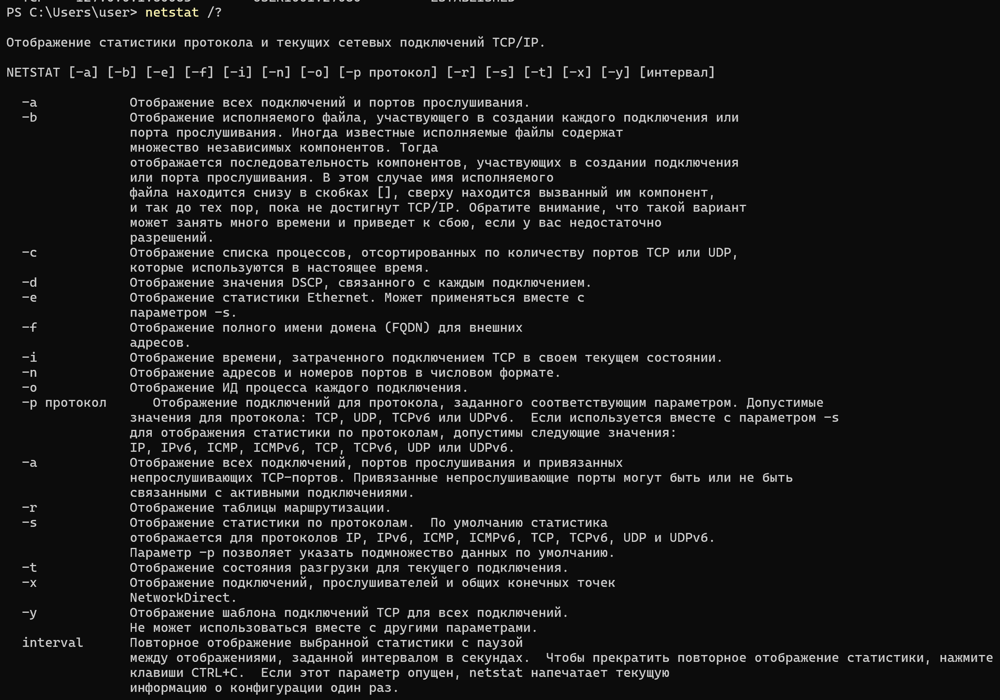 PS C:\Users\user> netstat /?
Отображение статистики протокола и текущих сетевых подключений TCP/IP.
NETSTAT [-a] [-b] [-e] [-f] [-i] [-n] [-o] [-p протокол] [-r] [-s] [-t] [-x] [-y] [интервал]
-a Отображение всех подключений и портов прослушивания.
-b Отображение исполняемого файла, участвующего в создании каждого подключения или
порта прослушивания. Иногда известные исполняемые файлы содержат
множество независимых компонентов. Тогда
отображается последовательность компонентов, участвующих в создании подключения
или порта прослушивания. В этом случае имя исполняемого
файла находится снизу в скобках [], сверху находится вызванный им компонент,
и так до тех пор, пока не достигнут TCP/IP. Обратите внимание, что такой вариант
может занять много времени и приведет к сбою, если у вас недостаточно
разрешений.
-c Отображение списка процессов, отсортированных по количеству портов TCP или UDP,
которые используются в настоящее время.
-d Отображение значения DSCP, связанного с каждым подключением.
-e Отображение статистики Ethernet. Может применяться вместе с
параметром -s.
-f Отображение полного имени домена (FQDN) для внешних
адресов.
-i Отображение времени, затраченного подключением TCP в своем текущем состоянии.
-n Отображение адресов и номеров портов в числовом формате.
-o Отображение ИД процесса каждого подключения.
-p протокол Отображение подключений для протокола, заданного соответствующим параметром. Допустимые
значения для протокола: TCP, UDP, TCPv6 или UDPv6. Если используется вместе с параметром -s
для отображения статистики по протоколам, допустимы следующие значения:
IP, IPv6, ICMP, ICMPv6, TCP, TCPv6, UDP или UDPv6.
-a Отображение всех подключений, портов прослушивания и привязанных
непрослушивающих TCP-портов. Привязанные непрослушивающие порты могут быть или не быть
связанными с активными подключениями.
-r Отображение таблицы маршрутизации.
-s Отображение статистики по протоколам. По умолчанию статистика
отображается для протоколов IP, IPv6, ICMP, ICMPv6, TCP, TCPv6, UDP и UDPv6.
Параметр -p позволяет указать подмножество данных по умолчанию.
-t Отображение состояния разгрузки для текущего подключения.
-x Отображение подключений, прослушивателей и общих конечных точек
NetworkDirect.
-y Отображение шаблона подключений TCP для всех подключений.
Не может использоваться вместе с другими параметрами.
interval Повторное отображение выбранной статистики с паузой
между отображениями, заданной интервалом в секундах. Чтобы прекратить повторное отображение статистики, нажмите
клавиши CTRL+C. Если этот параметр опущен, netstat напечатает текущую
информацию о конфигурации один раз.